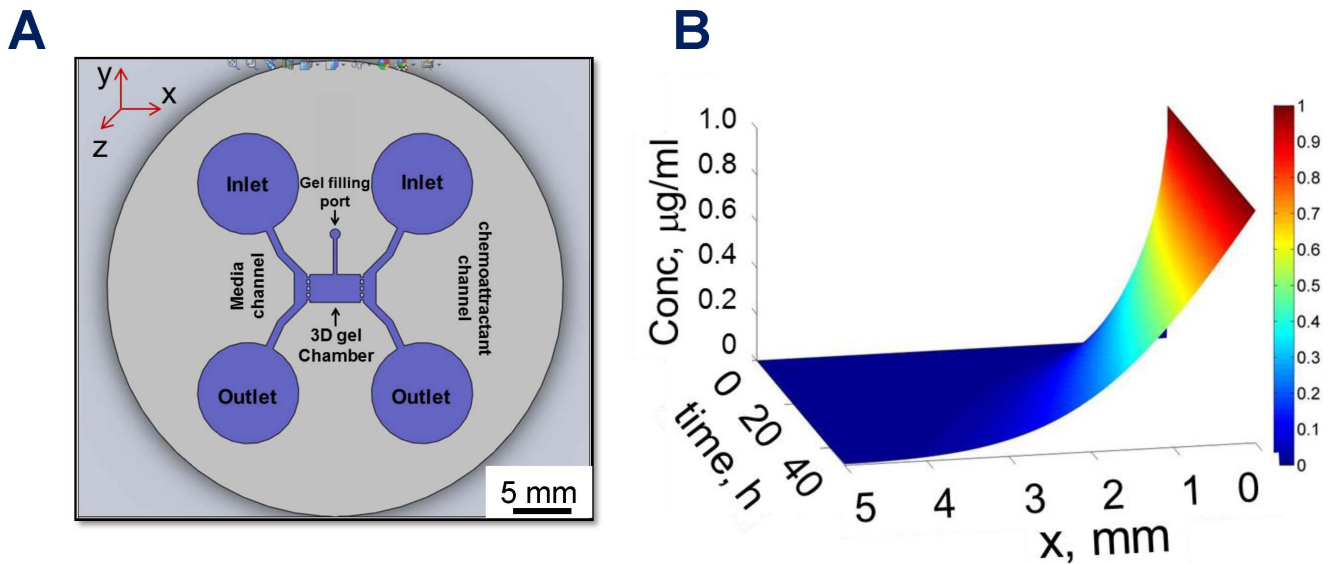 A
y
x
z
Inlet
Gel filling
port
Inlet
Media
channel
chemoattractant
channel
3D gel
Chamber
Outlet
Outlet
5 mm
B
Conc, µg/ml
1.0
0.8
0.6
0.4
0.2
0
time, h
0
20
40
5
4
3
2
1
0
x, mm
1
0.9
0.8
0.7
0.6
0.5
0.4
0.3
0.2
0.1
0